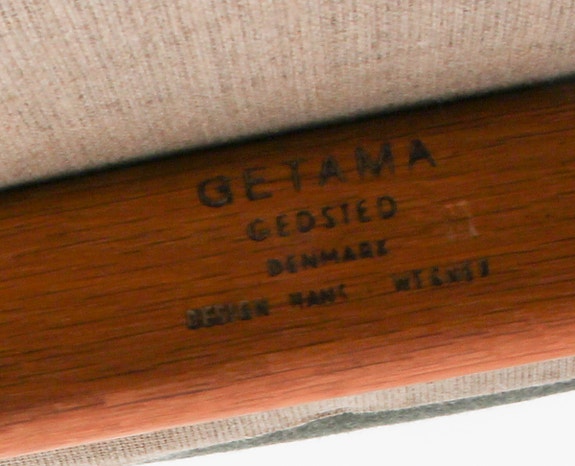 GETAMA
GEDSTED
DENMARK
DESIGN HANS WEGNER